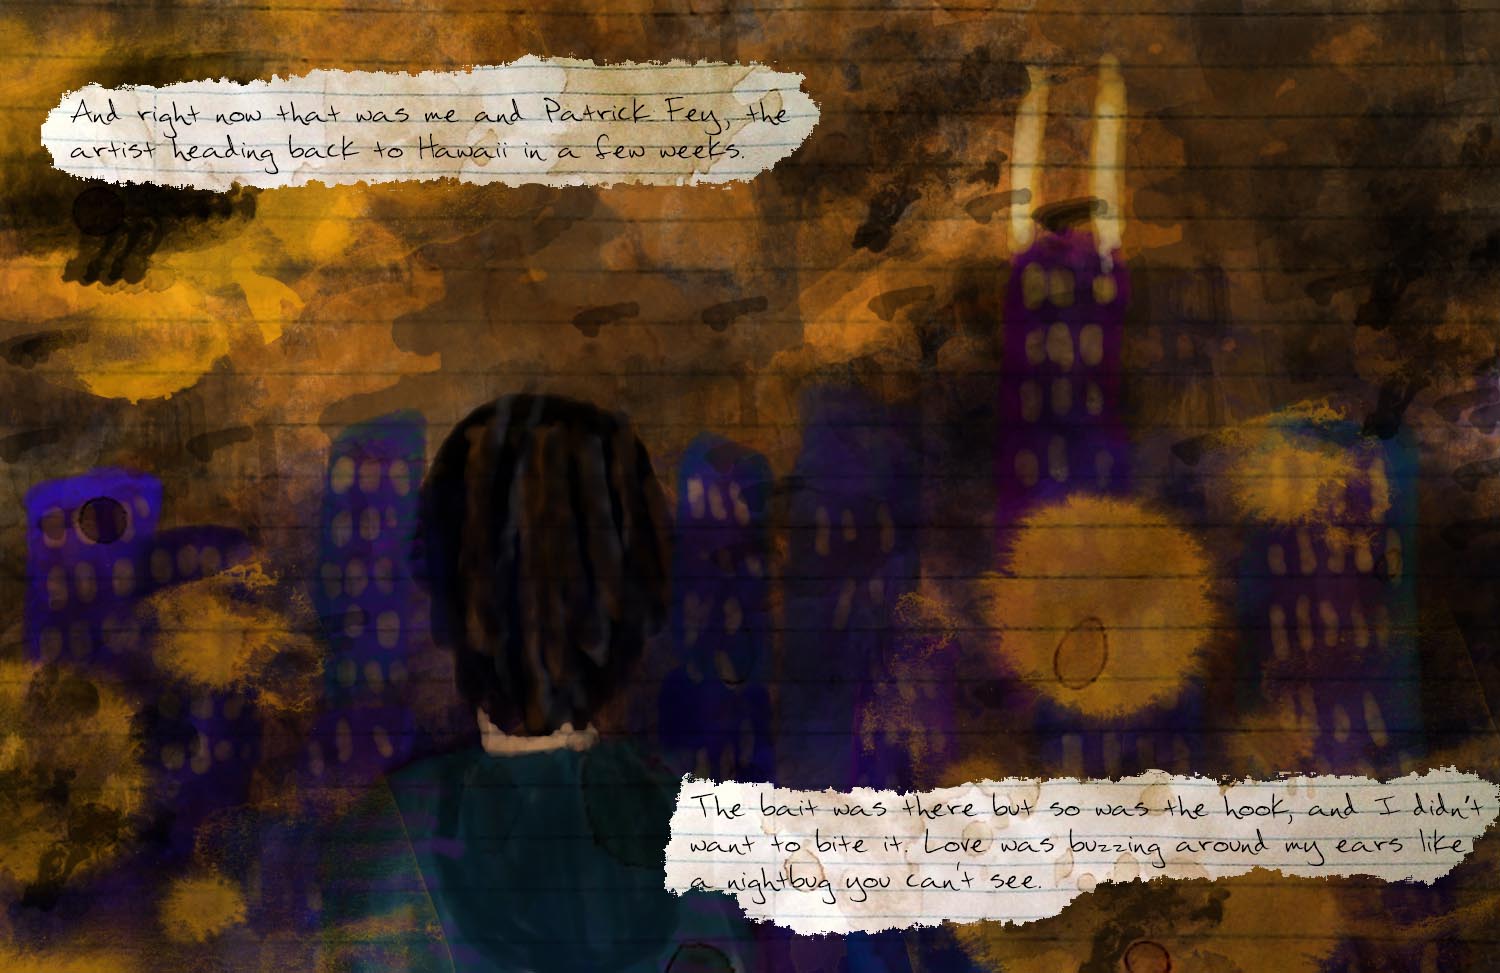 And right now that was me and Patrick Fey, the
artist heading back to Hawaii in a few weeks.
The bait was there but so was the hook, and I didn't
want to bite it. Love was buzzing around my ears like
a nightbug you can't see.